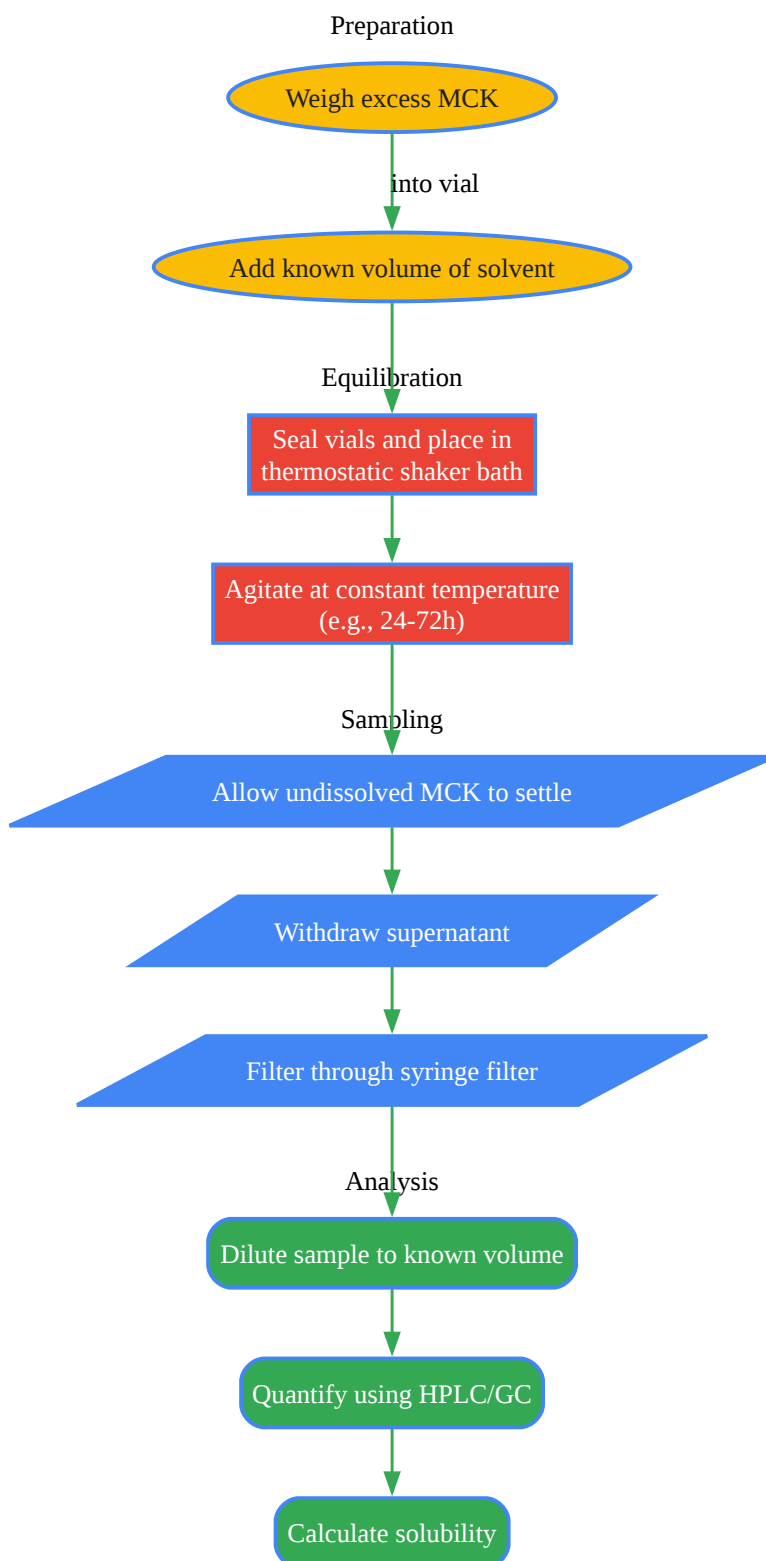 Preparation
Weigh excess MCK
into vial
Add known volume of solvent
Equilibration
Seal vials and place in
thermostatic shaker bath
Agitate at constant temperature
(e.g., 24-72h)
Sampling
Allow undissolved MCK to settle
Withdraw supernatant
Filter through syringe filter
Analysis
Dilute sample to known volume
Quantify using HPLC/GC
Calculate solubility